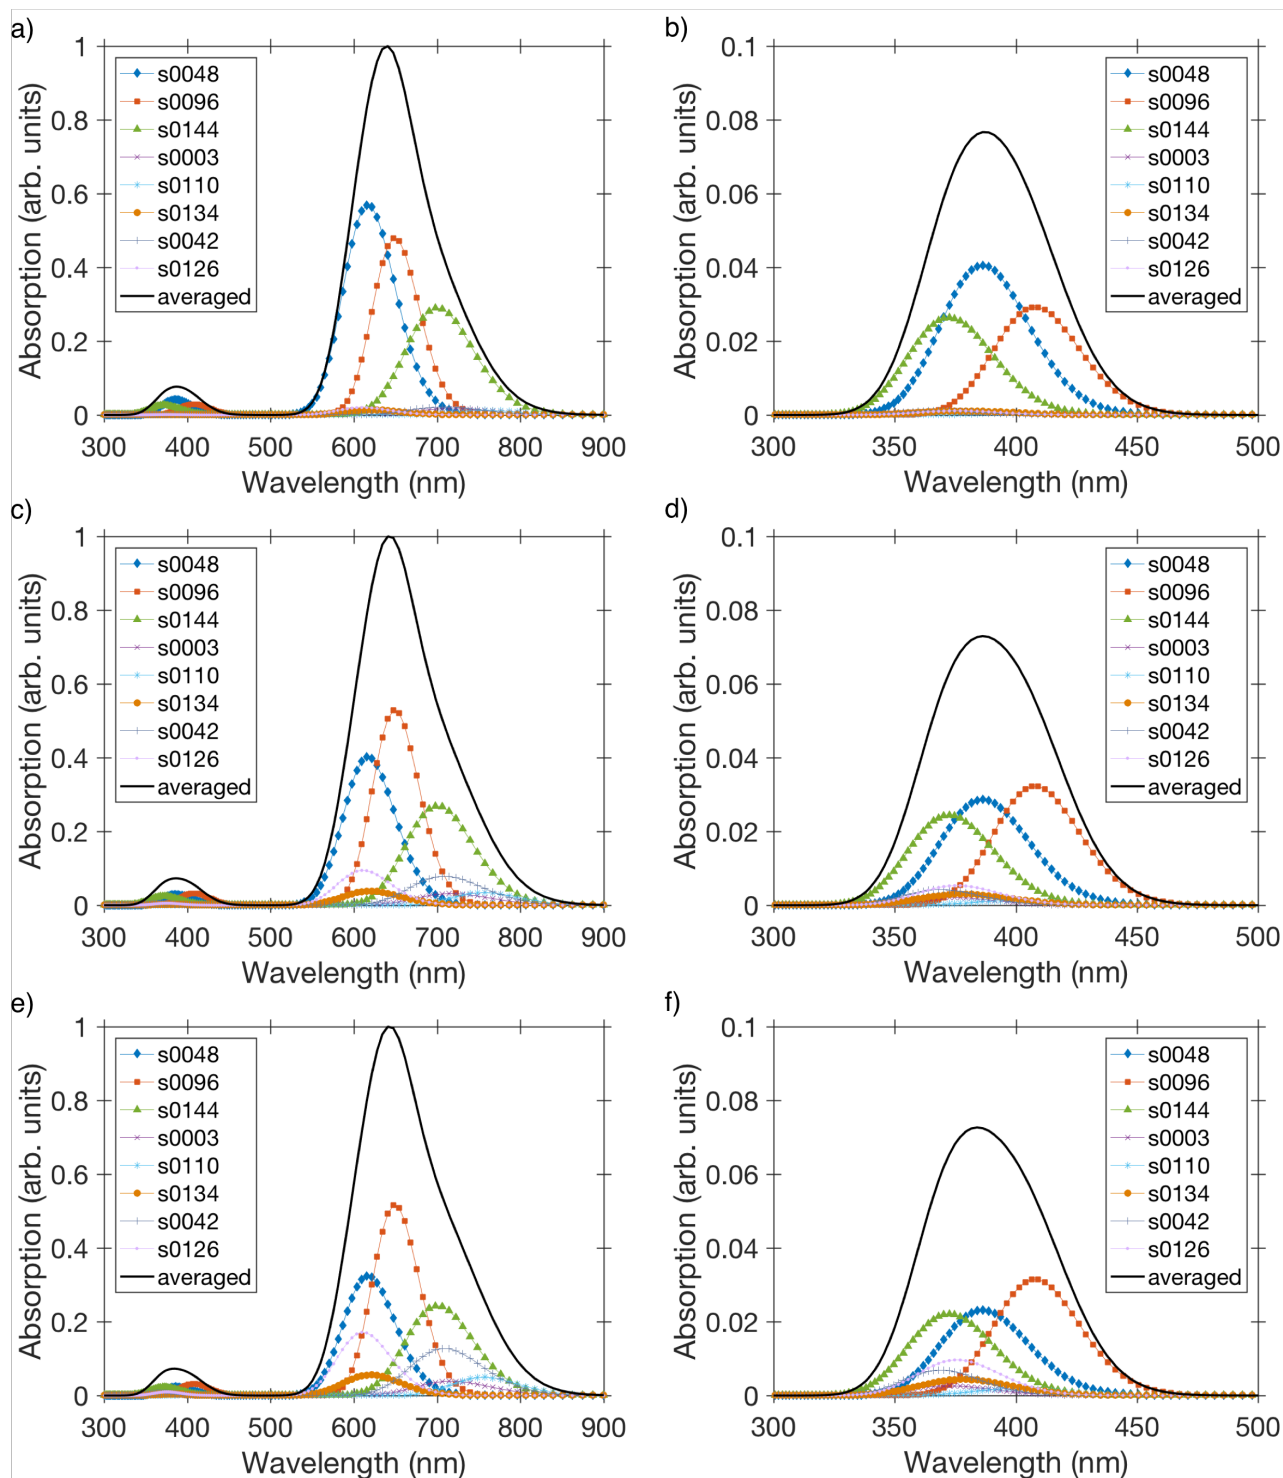 a)
Absorption (arb. units)
1
0.8
0.6
0.4
0.2
0
s0048
s0096
s0144
s0003
s0110
s0134
s0042
s0126
averaged
300 400 500 600 700 800 900
Wavelength (nm)
b)
Absorption (arb. units)
0.1
0.08
0.06
0.04
0.02
0
s0048
s0096
s0144
s0003
s0110
s0134
s0042
s0126
averaged
300 350 400 450 500
Wavelength (nm)
c)
Absorption (arb. units)
1
0.8
0.6
0.4
0.2
0
s0048
s0096
s0144
s0003
s0110
s0134
s0042
s0126
averaged
300 400 500 600 700 800 900
Wavelength (nm)
d)
Absorption (arb. units)
0.1
0.08
0.06
0.04
0.02
0
s0048
s0096
s0144
s0003
s0110
s0134
s0042
s0126
averaged
300 350 400 450 500
Wavelength (nm)
e)
Absorption (arb. units)
1
0.8
0.6
0.4
0.2
0
s0048
s0096
s0144
s0003
s0110
s0134
s0042
s0126
averaged
300 400 500 600 700 800 900
Wavelength (nm)
f)
Absorption (arb. units)
0.1
0.08
0.06
0.04
0.02
0
s0048
s0096
s0144
s0003
s0110
s0134
s0042
s0126
averaged
300 350 400 450 500
Wavelength (nm)